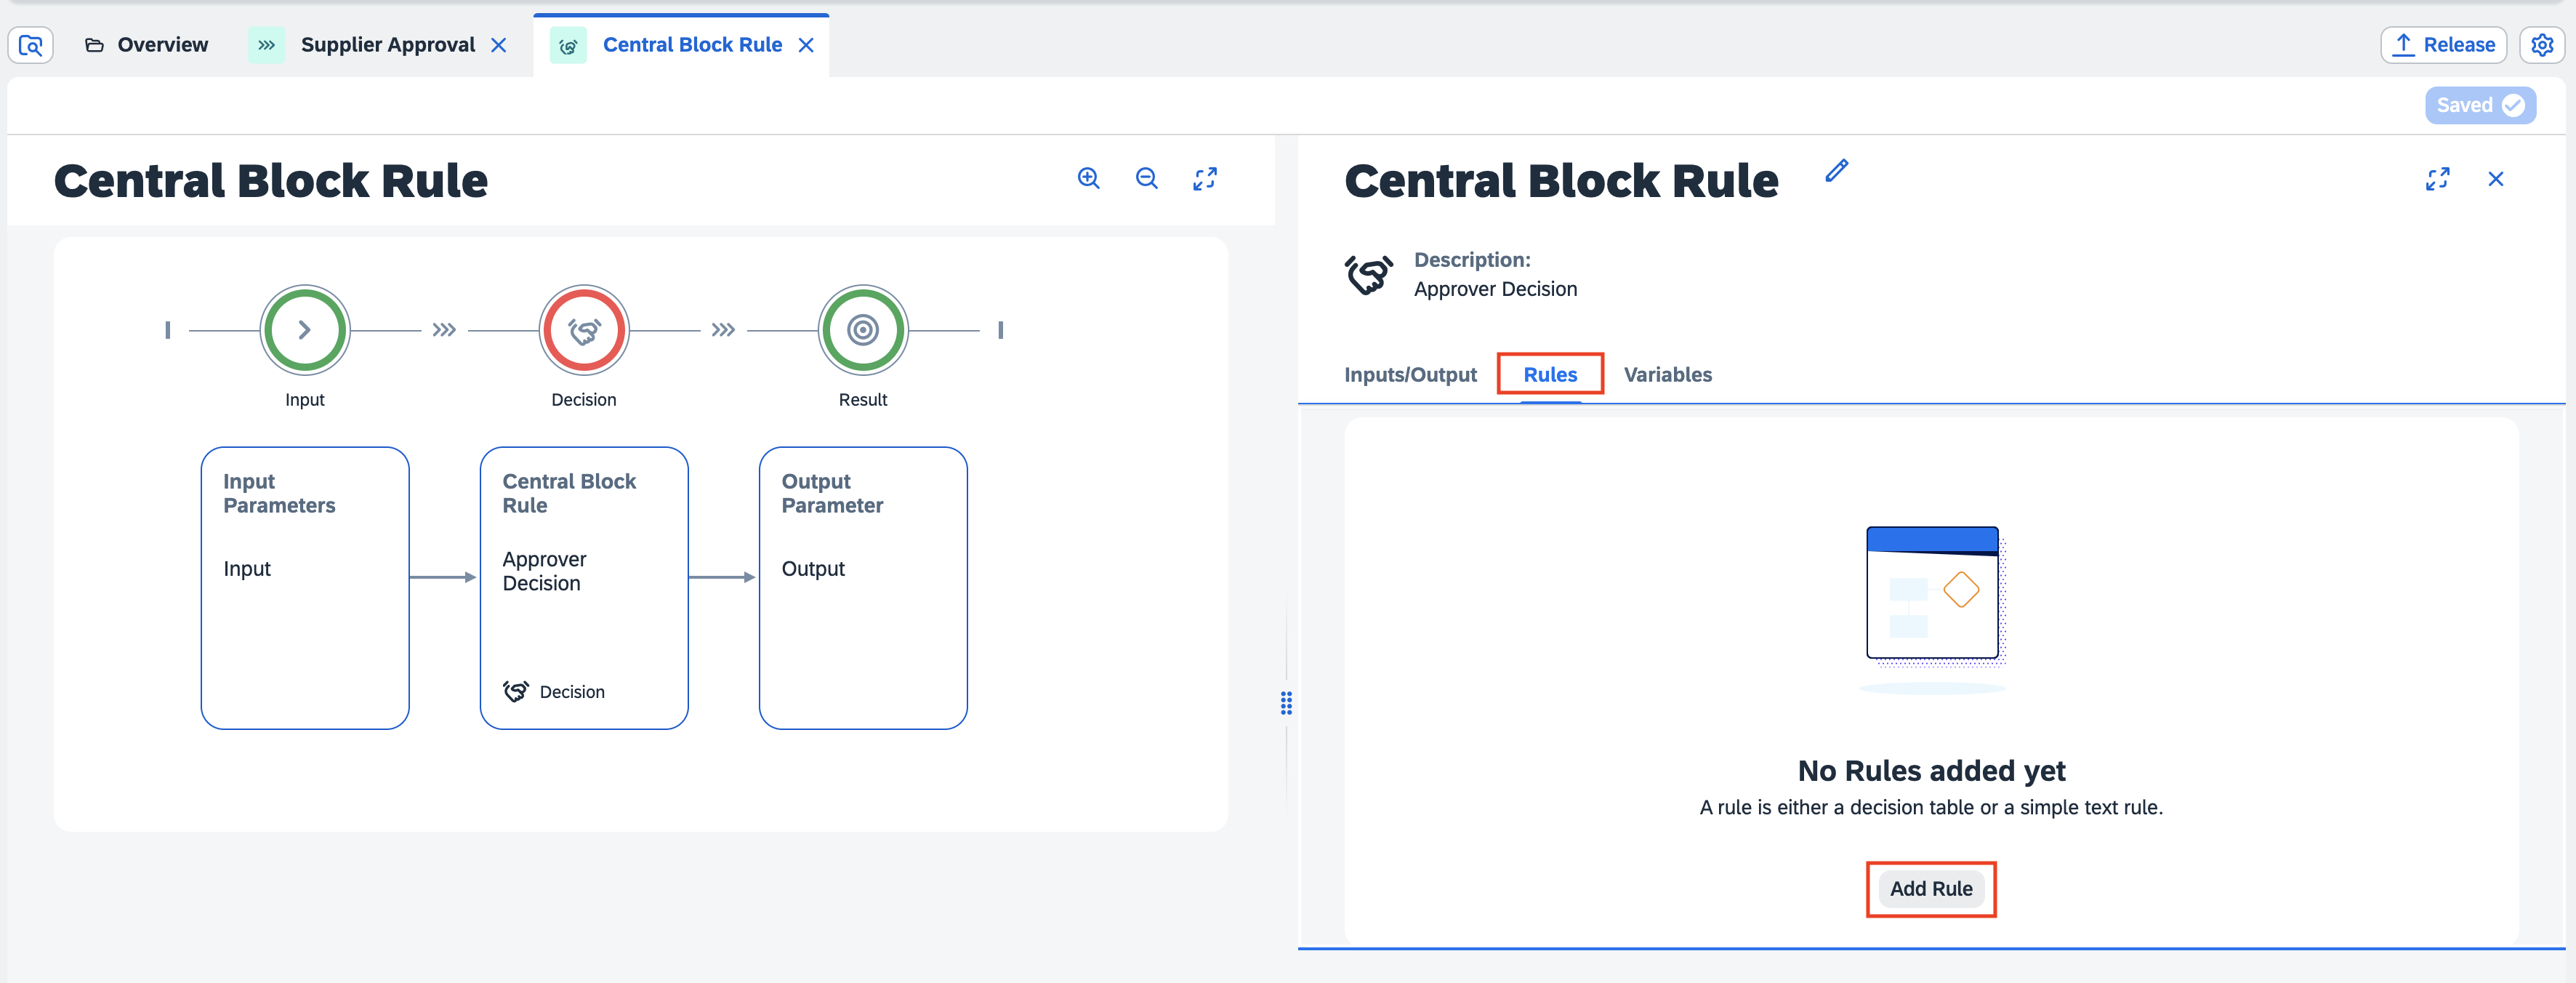 Overview
Supplier Approval
Central Block Rule
Release
Saved
Central Block Rule
Input
Decision
Result
Input
Parameters
Input
Central Block
Rule
Approver
Decision
Decision
Output
Parameter
Output
Central Block Rule
Description:
Approver Decision
Inputs/Output
Rules
Variables
No Rules added yet
A rule is either a decision table or a simple text rule.
Add Rule